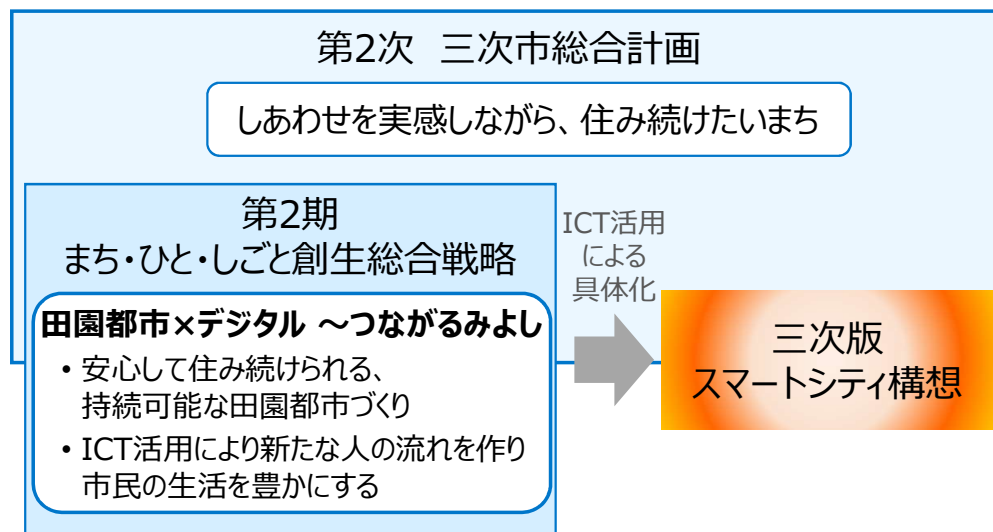 第2次 三次市総合計画
しあわせを実感しながら、住み続けたいまち
第2期
まち・ひと・しごと創生総合戦略
田園都市×デジタル ～つながるみよし
• 安心して住み続けられる、
持続可能な田園都市づくり
• ICT活用により新たな人の流れを作り
市民の生活を豊かにする
ICT活用
による
具体化
三次版
スマートシティ構想